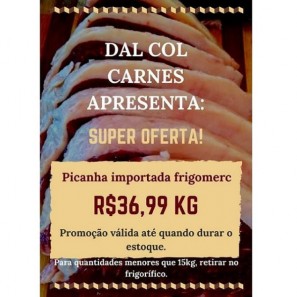 DAL COL
CARNES
APRESENTA:
SUPER OFERTA!
Picanha importada frigomerc
R$36,99 KG
Promoção válida até quando durar o
estoque.
Para quantidades menores que 15kg, retirar no
frigorífico.